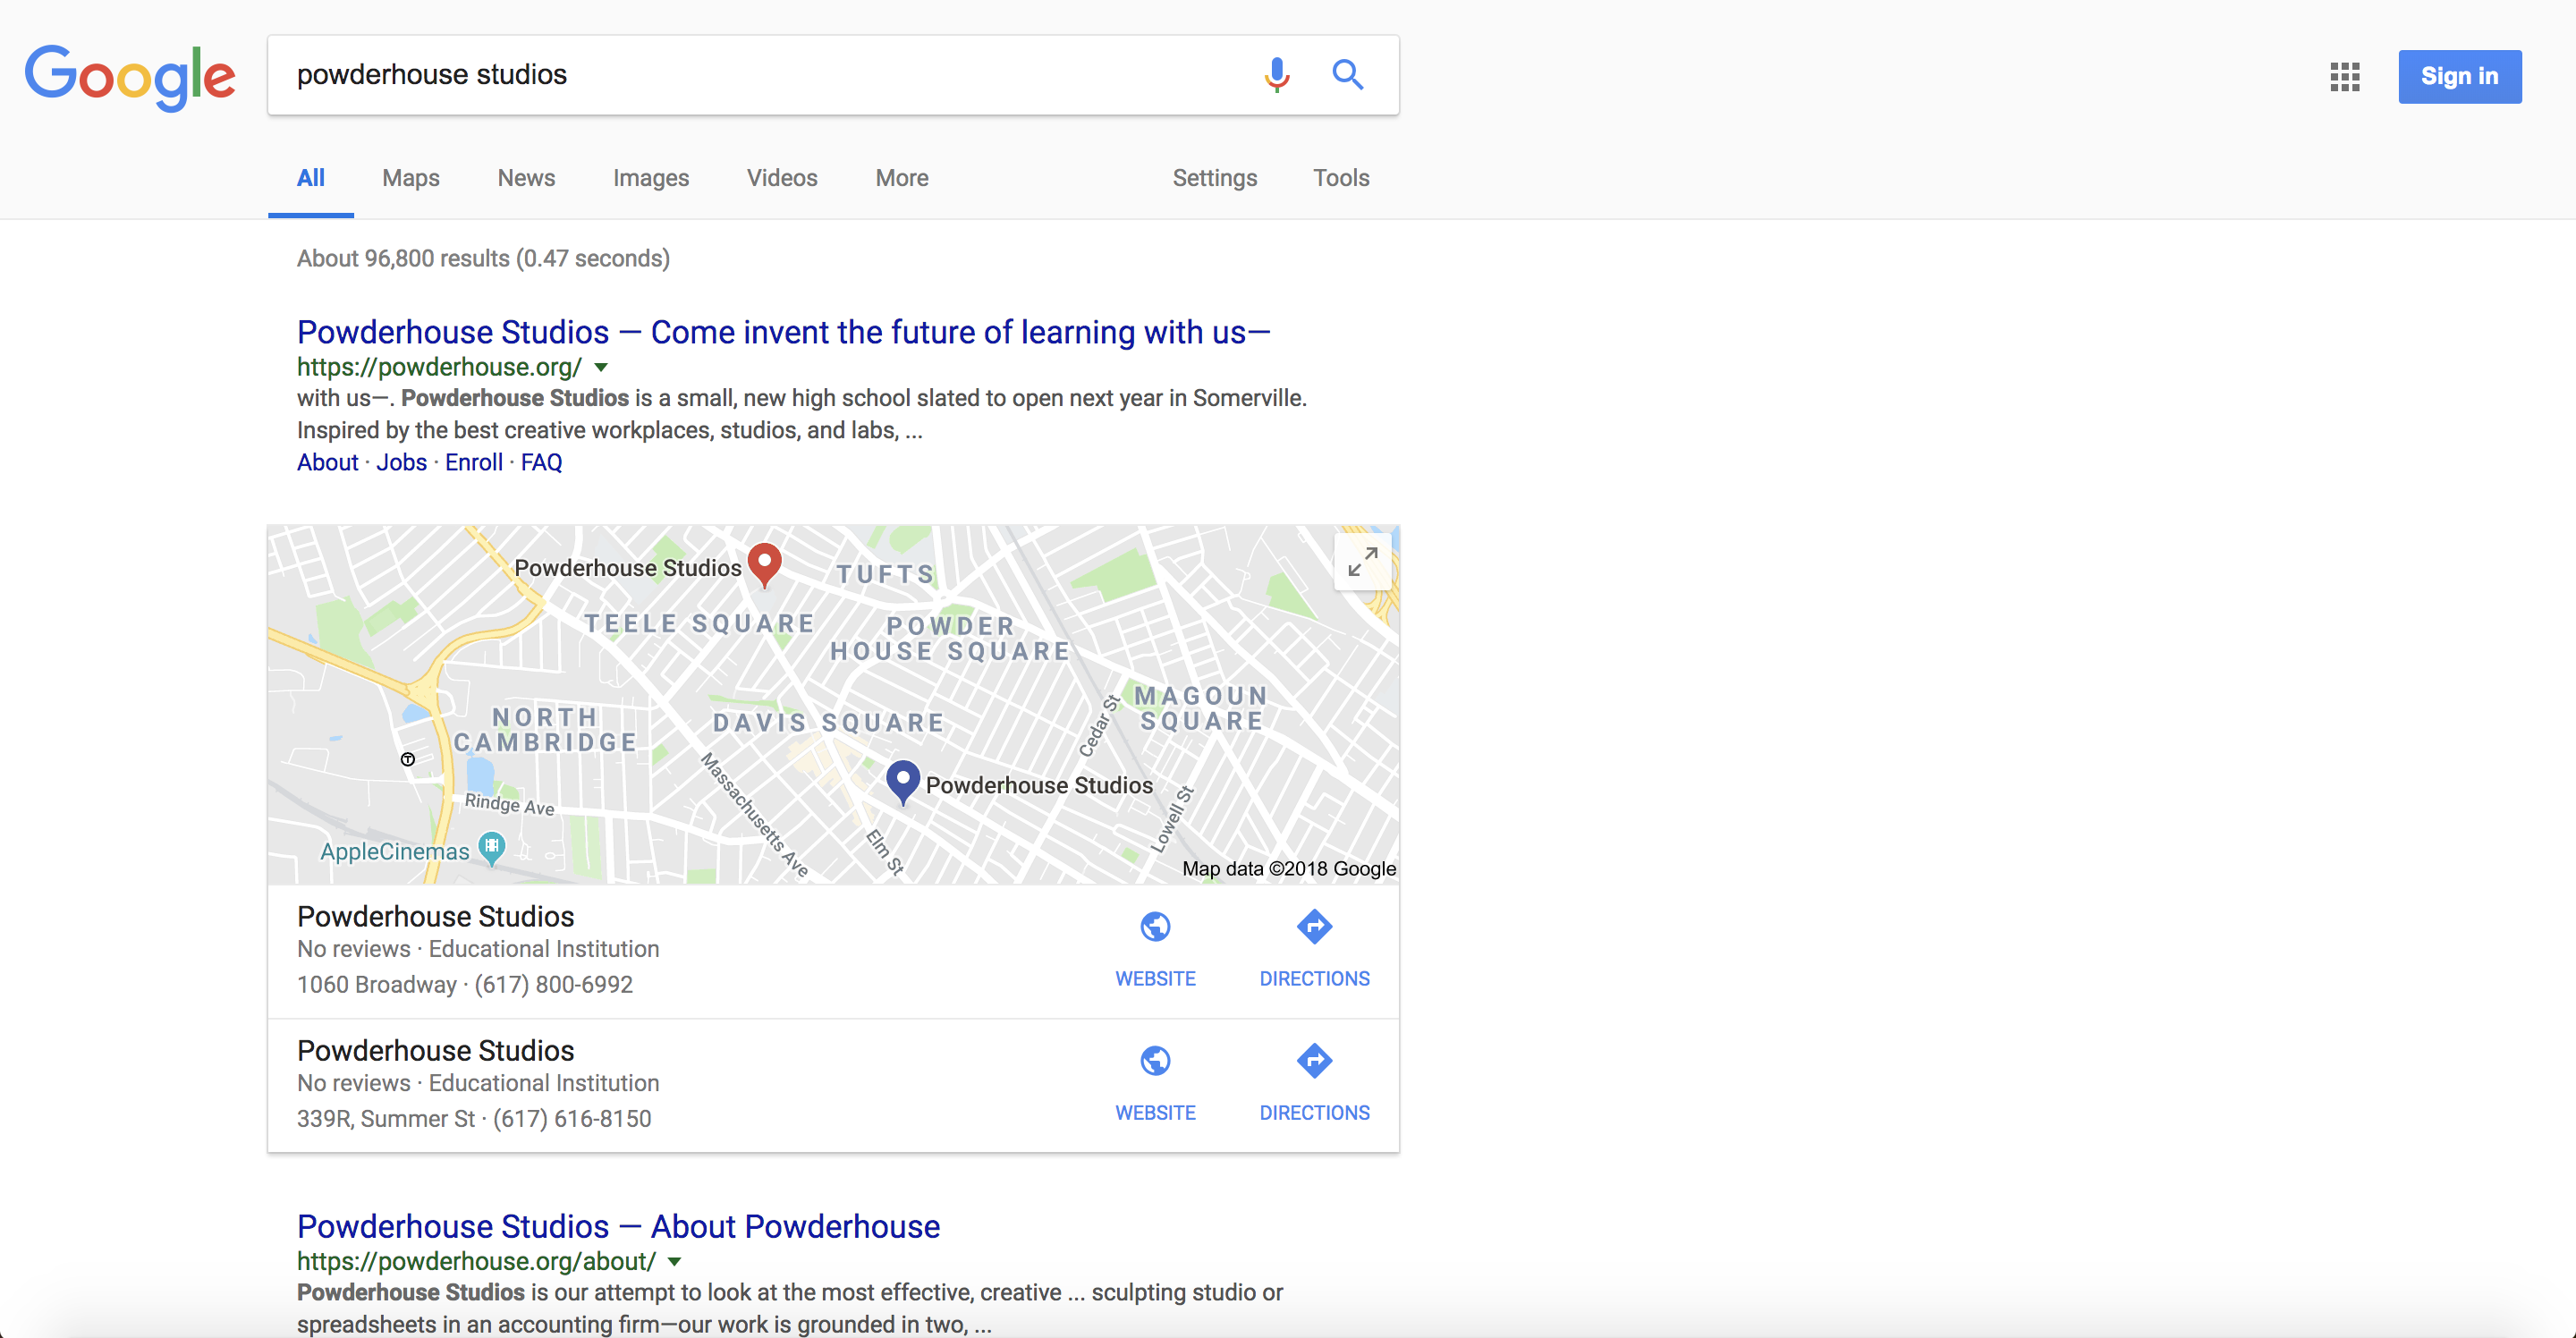 Google
powderhouse studios
Sign in
All Maps News Images Videos More Settings Tools
About 96,800 results (0.47 seconds)
Powderhouse Studios — Come invent the future of learning with us—
https://powderhouse.org/
with us—. Powderhouse Studios is a small, new high school slated to open next year in Somerville.
Inspired by the best creative workplaces, studios, and labs, ...
About · Jobs · Enroll · FAQ
Powderhouse Studios
TUFTS
TEELE SQUARE
POWDER
HOUSE SQUARE
MAGOUN
SQUARE
NORTH
CAMBRIDGE
DAVIS SQUARE
Cedar St
T
Powderhouse Studios
Rindge Ave
Massachusetts Ave
Lowell St
Elm St
AppleCinemas
Map data ©2018 Google
Powderhouse Studios
No reviews · Educational Institution
1060 Broadway · (617) 800-6992
WEBSITE DIRECTIONS
Powderhouse Studios
No reviews · Educational Institution
339R, Summer St · (617) 616-8150
WEBSITE DIRECTIONS
Powderhouse Studios — About Powderhouse
https://powderhouse.org/about/
Powderhouse Studios is our attempt to look at the most effective, creative ... sculpting studio or
spreadsheets in an accounting firm—our work is grounded in two, ...